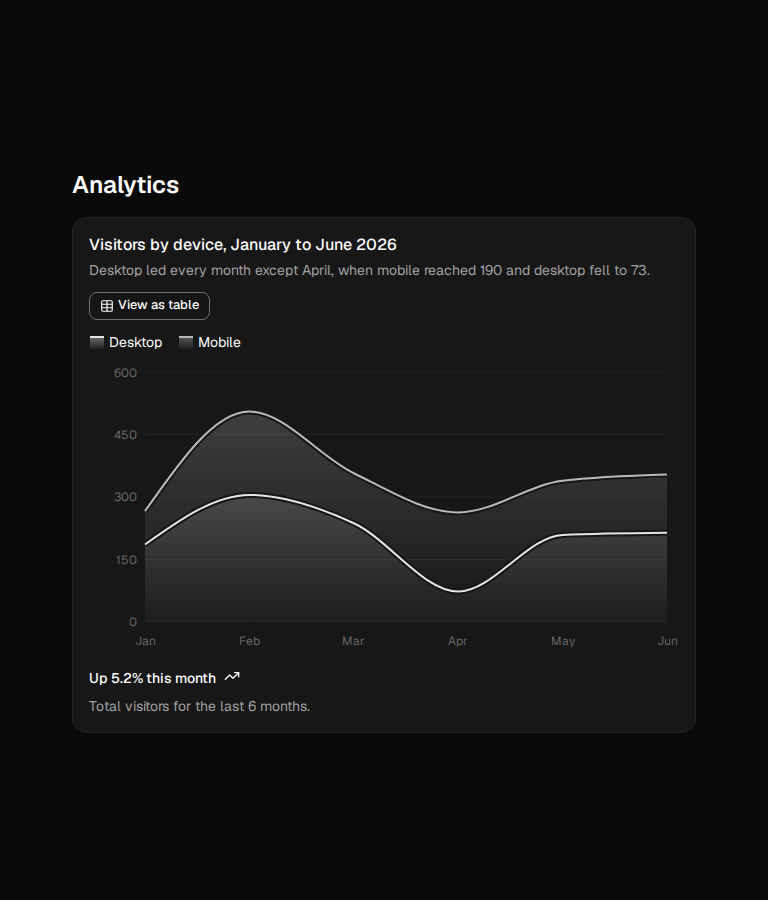 Analytics
Visitors by device, January to June 2026
Desktop led every month except April, when mobile reached 190 and desktop fell to 73.
View as table
Desktop Mobile
600
450
300
150
0
Jan Feb Mar Apr May Jun
Up 5.2% this month
Total visitors for the last 6 months.